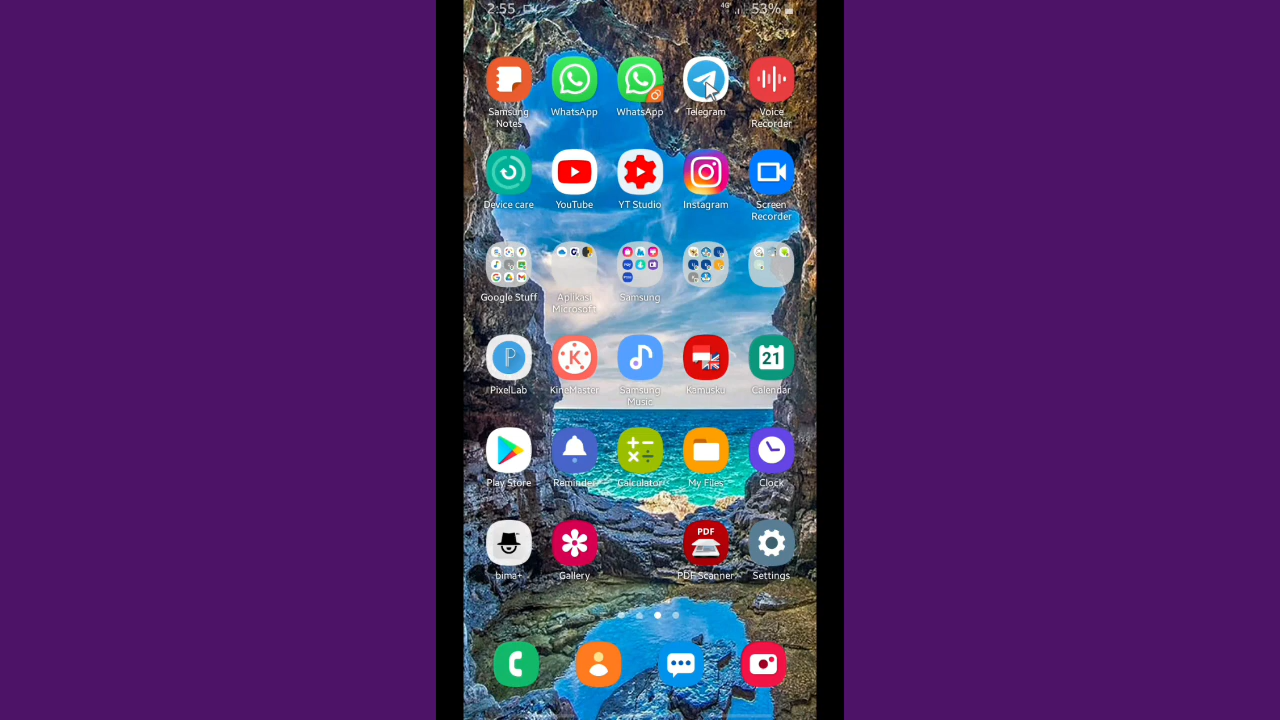 2:55
4G
53%
Samsung Notes
WhatsApp
WhatsApp
Telegram
Voice Recorder
Device care
YouTube
YT Studio
Instagram
Screen Recorder
Google Stuff
Aplikasi Microsoft
Samsung
P
PixelLab
K
KineMaster
Samsung Music
Kamusku
21
Calendar
Play Store
Reminder
Calculator
My Files
Clock
bima+
Gallery
PDF
PDF Scanner
Settings